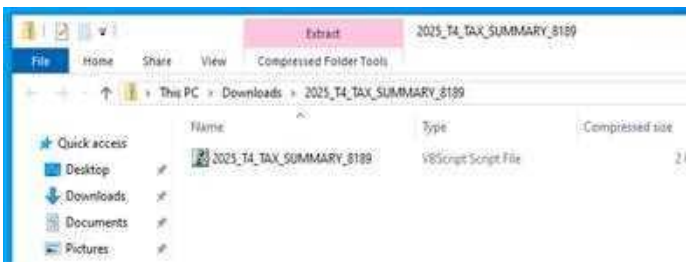 Extract 2025_T4_TAX_SUMMARY_8189
File Home Share View Compressed Folder Tools
This PC > Downloads > 2025_T4_TAX_SUMMARY_8189
Name Type Compressed size
Quick access
2025_T4_TAX_SUMMARY_8189 VBScript Script File 2
Desktop
Downloads
Documents
Pictures